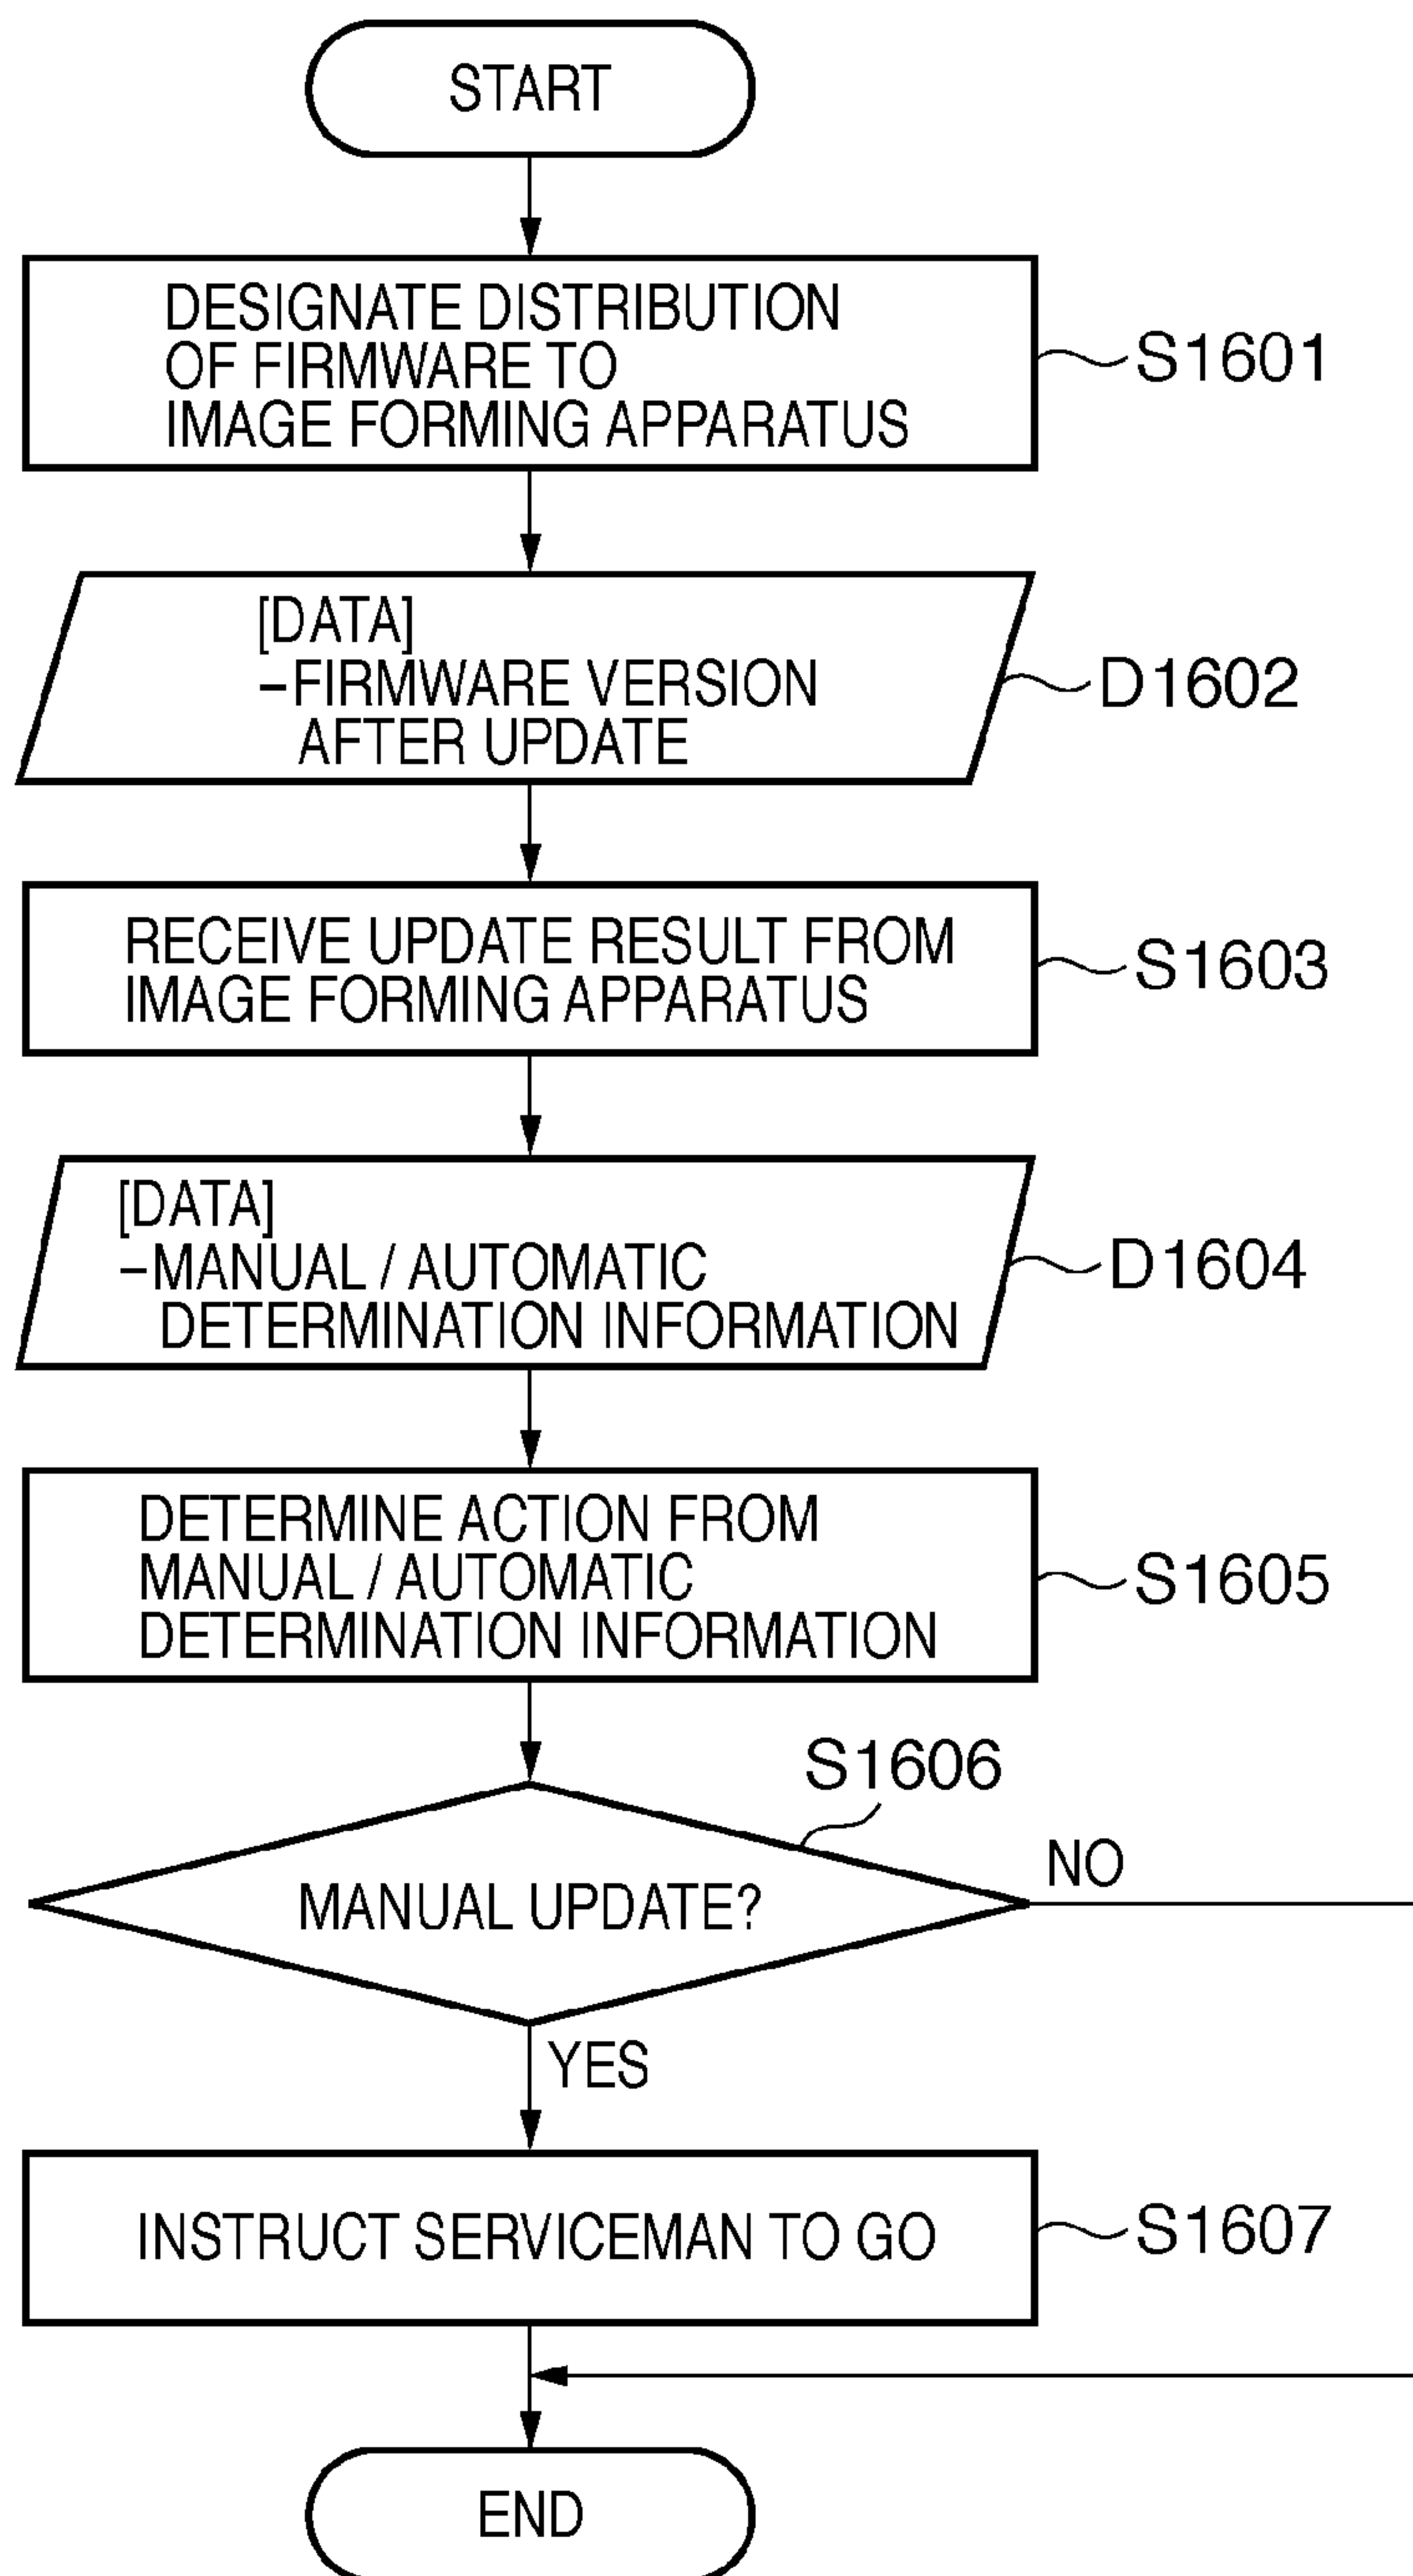 START
DESIGNATE DISTRIBUTION
OF FIRMWARE TO
IMAGE FORMING APPARATUS
S1601
[DATA]
–FIRMWARE VERSION
AFTER UPDATE
D1602
RECEIVE UPDATE RESULT FROM
IMAGE FORMING APPARATUS
S1603
[DATA]
–MANUAL / AUTOMATIC
DETERMINATION INFORMATION
D1604
DETERMINE ACTION FROM
MANUAL / AUTOMATIC
DETERMINATION INFORMATION
S1605
S1606
MANUAL UPDATE?
NO
YES
INSTRUCT SERVICEMAN TO GO
S1607
END